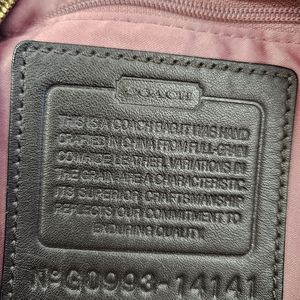 COACH
THIS IS A COACH BAG. IT WAS HAND
CRAFTED IN CHINA FROM FULL-GRAIN
COWHIDE LEATHER. VARIATIONS IN
THE GRAIN ARE A CHARACTERISTIC.
ITS SUPERIOR CRAFTSMANSHIP
REFLECTS OUR COMMITMENT TO
ENDURING QUALITY.
Nº G0993-14141